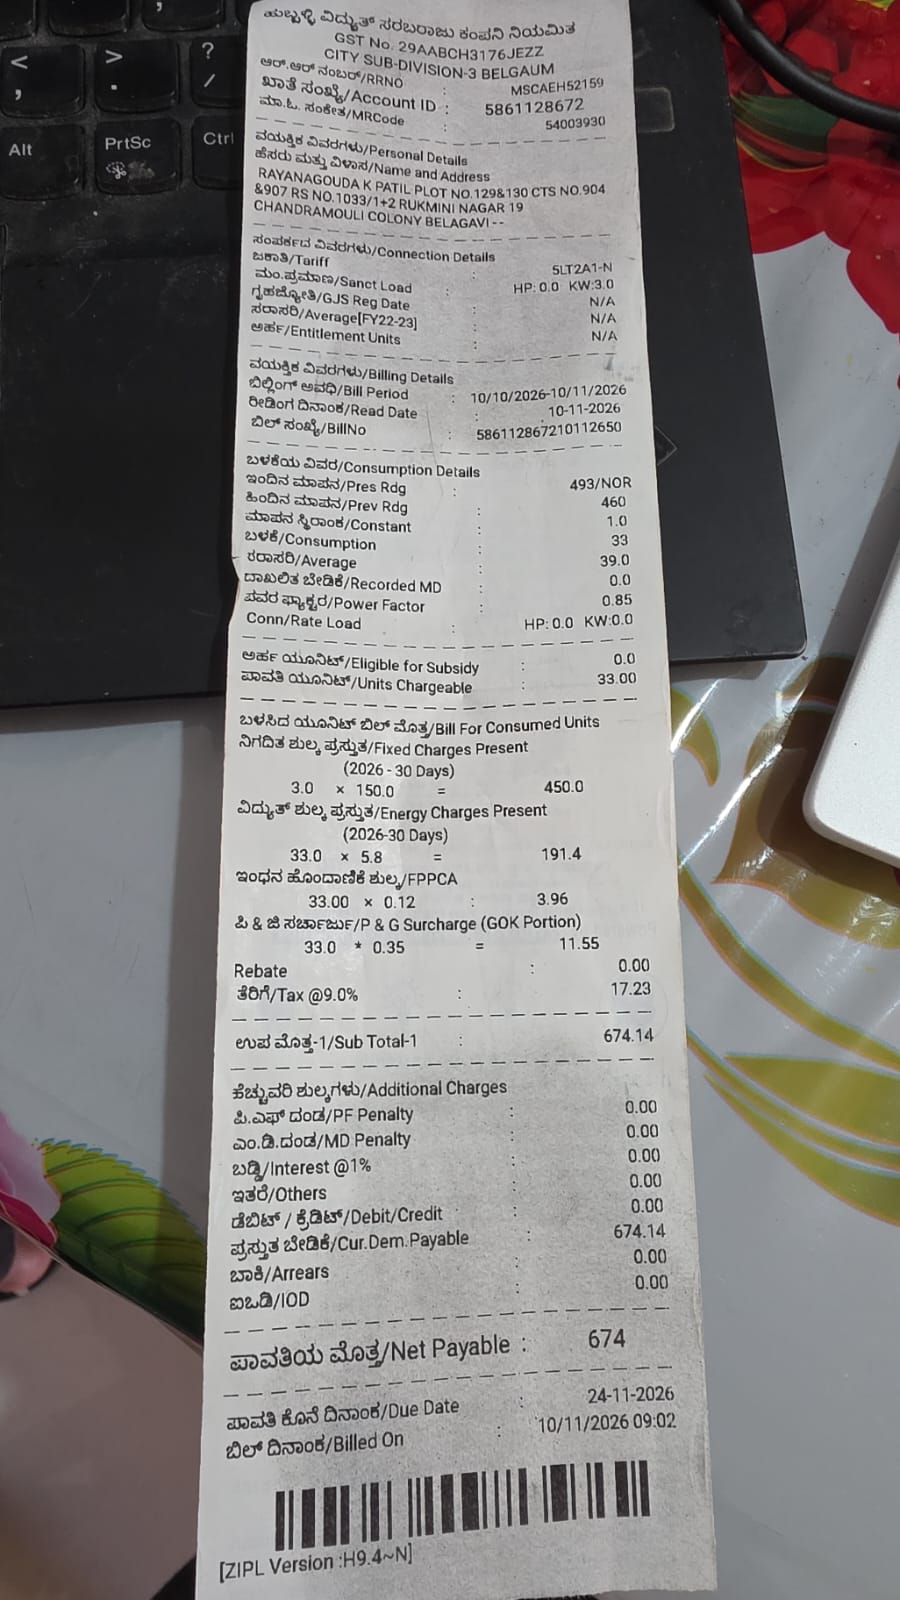 ಹುಬ್ಬಳ್ಳಿ ವಿದ್ಯುತ್ ಸರಬರಾಜು ಕಂಪನಿ ನಿಯಮಿತ
GST No. 29AABCH3176JEZZ
CITY SUB-DIVISION-3 BELGAUM
ಆರ್.ಆರ್ ನಂಬರ್/RRNO : MSCAEH52159
ಖಾತೆ ಸಂಖ್ಯೆ/Account ID : 5861128672
ಮಾ.ಓ. ಸಂಕೇತ/MRCode : 54003930
ವಯಕ್ತಿಕ ವಿವರಗಳು/Personal Details
ಹೆಸರು ಮತ್ತು ವಿಳಾಸ/Name and Address
RAYANAGOUDA K PATIL PLOT NO.129&130 CTS NO.904
&907 RS NO.1033/1+2 RUKMINI NAGAR 19
CHANDRAMOULI COLONY BELAGAVI --
ಸಂಪರ್ಕದ ವಿವರಗಳು/Connection Details
ಜಕಾತಿ/Tariff : 5LT2A1-N
ಮಂ.ಪ್ರಮಾಣ/Sanct Load : HP: 0.0 KW:3.0
ಗೃಹಜ್ಯೋತಿ/GJS Reg Date : N/A
ಸರಾಸರಿ/Average[FY22-23] : N/A
ಅರ್ಹ/Entitlement Units : N/A
ವಯಕ್ತಿಕ ವಿವರಗಳು/Billing Details
ಬಿಲ್ಲಿಂಗ್ ಅವಧಿ/Bill Period : 10/10/2026-10/11/2026
ರೀಡಿಂಗ ದಿನಾಂಕ/Read Date : 10-11-2026
ಬಿಲ್ ಸಂಖ್ಯೆ/BillNo : 586112867210112650
ಬಳಕೆಯ ವಿವರ/Consumption Details
ಇಂದಿನ ಮಾಪನ/Pres Rdg : 493/NOR
ಹಿಂದಿನ ಮಾಪನ/Prev Rdg : 460
ಮಾಪನ ಸ್ಥಿರಾಂಕ/Constant : 1.0
ಬಳಕೆ/Consumption : 33
ಸರಾಸರಿ/Average : 39.0
ದಾಖಲಿತ ಬೇಡಿಕೆ/Recorded MD : 0.0
ಪವರ ಫ್ಯಾಕ್ಟರ/Power Factor : 0.85
Conn/Rate Load : HP: 0.0 KW:0.0
ಅರ್ಹ ಯೂನಿಟ್/Eligible for Subsidy : 0.0
ಪಾವತಿ ಯೂನಿಟ್/Units Chargeable : 33.00
ಬಳಸಿದ ಯೂನಿಟ್ ಬಿಲ್ ಮೊತ್ತ/Bill For Consumed Units
ನಿಗದಿತ ಶುಲ್ಕ ಪ್ರಸ್ತುತ/Fixed Charges Present
(2026 - 30 Days)
3.0 × 150.0 = 450.0
ವಿದ್ಯುತ್ ಶುಲ್ಕ ಪ್ರಸ್ತುತ/Energy Charges Present
(2026-30 Days)
33.0 × 5.8 = 191.4
ಇಂಧನ ಹೊಂದಾಣಿಕೆ ಶುಲ್ಕ/FPPCA
33.00 × 0.12 : 3.96
ಪಿ & ಜಿ ಸರ್ಚಾರ್ಜು/P & G Surcharge (GOK Portion)
33.0 * 0.35 = 11.55
Rebate : 0.00
ತೆರಿಗೆ/Tax @9.0% : 17.23
ಉಪ ಮೊತ್ತ-1/Sub Total-1 : 674.14
ಹೆಚ್ಚುವರಿ ಶುಲ್ಕಗಳು/Additional Charges
ಪಿ.ಎಫ್ ದಂಡ/PF Penalty : 0.00
ಎಂ.ಡಿ.ದಂಡ/MD Penalty : 0.00
ಬಡ್ಡಿ/Interest @1% : 0.00
ಇತರೆ/Others : 0.00
ಡೆಬಿಟ್ / ಕ್ರೆಡಿಟ್/Debit/Credit : 0.00
ಪ್ರಸ್ತುತ ಬೇಡಿಕೆ/Cur.Dem.Payable : 674.14
ಬಾಕಿ/Arrears : 0.00
ಐಒಡಿ/IOD : 0.00
ಪಾವತಿಯ ಮೊತ್ತ/Net Payable : 674
ಪಾವತಿ ಕೊನೆ ದಿನಾಂಕ/Due Date : 24-11-2026
ಬಿಲ್ ದಿನಾಂಕ/Billed On : 10/11/2026 09:02
[ZIPL Version :H9.4~N]
<
,
>
.
?
/
Alt
PrtSc
Ctrl